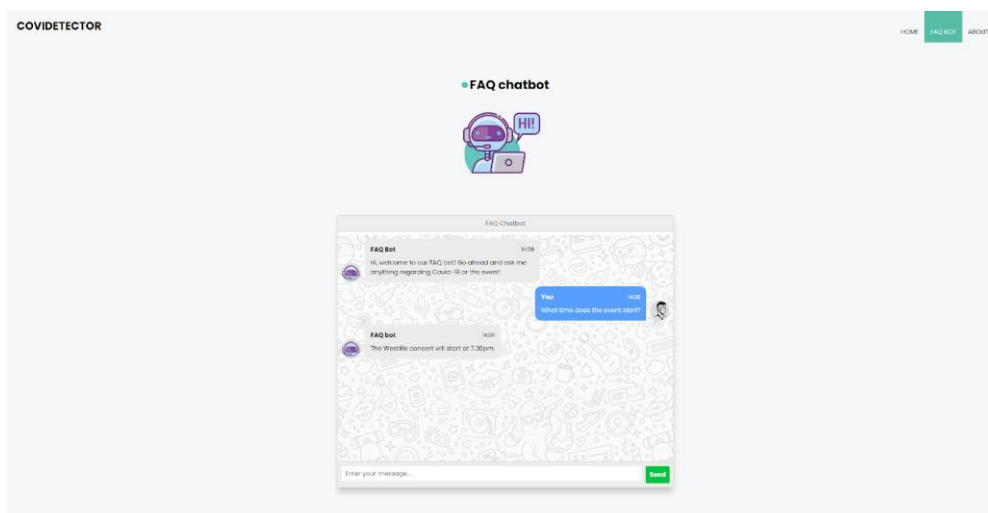 COVIDETECTOR
HOME FAQ BOT ABOUT
FAQ chatbot
HI!
FAQ Chatbot
FAQ Bot 14:08
Hi, welcome to our FAQ bot! Go ahead and ask me
anything regarding Covid-19 or the event!
You 14:08
What time does the event start?
FAQ bot 14:08
The Westlife concert will start at 7.30pm.
Enter your message...
Send